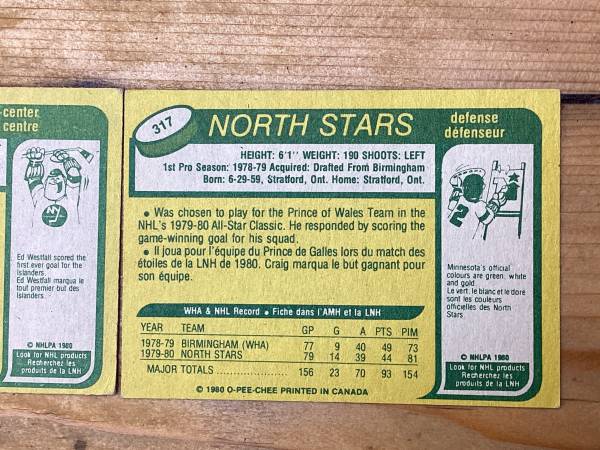 -center
centre
Ed Westfall scored the
first ever goal for the
Islanders.
Ed Westfall marqua le
tout premier but des
Islanders.
© NHLPA 1980
Look for NHL products
Recherchez les
produits de la LNH
317
NORTH STARS
defense
défenseur
HEIGHT: 6'1'' WEIGHT: 190 SHOOTS: LEFT
1st Pro Season: 1978-79 Acquired: Drafted From Birmingham
Born: 6-29-59, Stratford, Ont. Home: Stratford, Ont.
• Was chosen to play for the Prince of Wales Team in the
NHL's 1979-80 All-Star Classic. He responded by scoring the
game-winning goal for his squad.
• Il joua pour l'équipe du Prince de Galles lors du match des
étoiles de la LNH de 1980. Craig marqua le but gagnant pour
son équipe.
WHA & NHL Record • Fiche dans l'AMH et la LNH
YEAR TEAM GP G A PTS PIM
1978-79 BIRMINGHAM (WHA) 77 9 40 49 73
1979-80 NORTH STARS 79 14 39 44 81
MAJOR TOTALS 156 23 70 93 154
© 1980 O-PEE-CHEE PRINTED IN CANADA
2
Minnesota's official
colours are green, white
and gold.
Le vert, le blanc et le doré
sont les couleurs
officielles des North
Stars.
© NHLPA 1980
Look for NHL products
Recherchez les
produits de la LNH